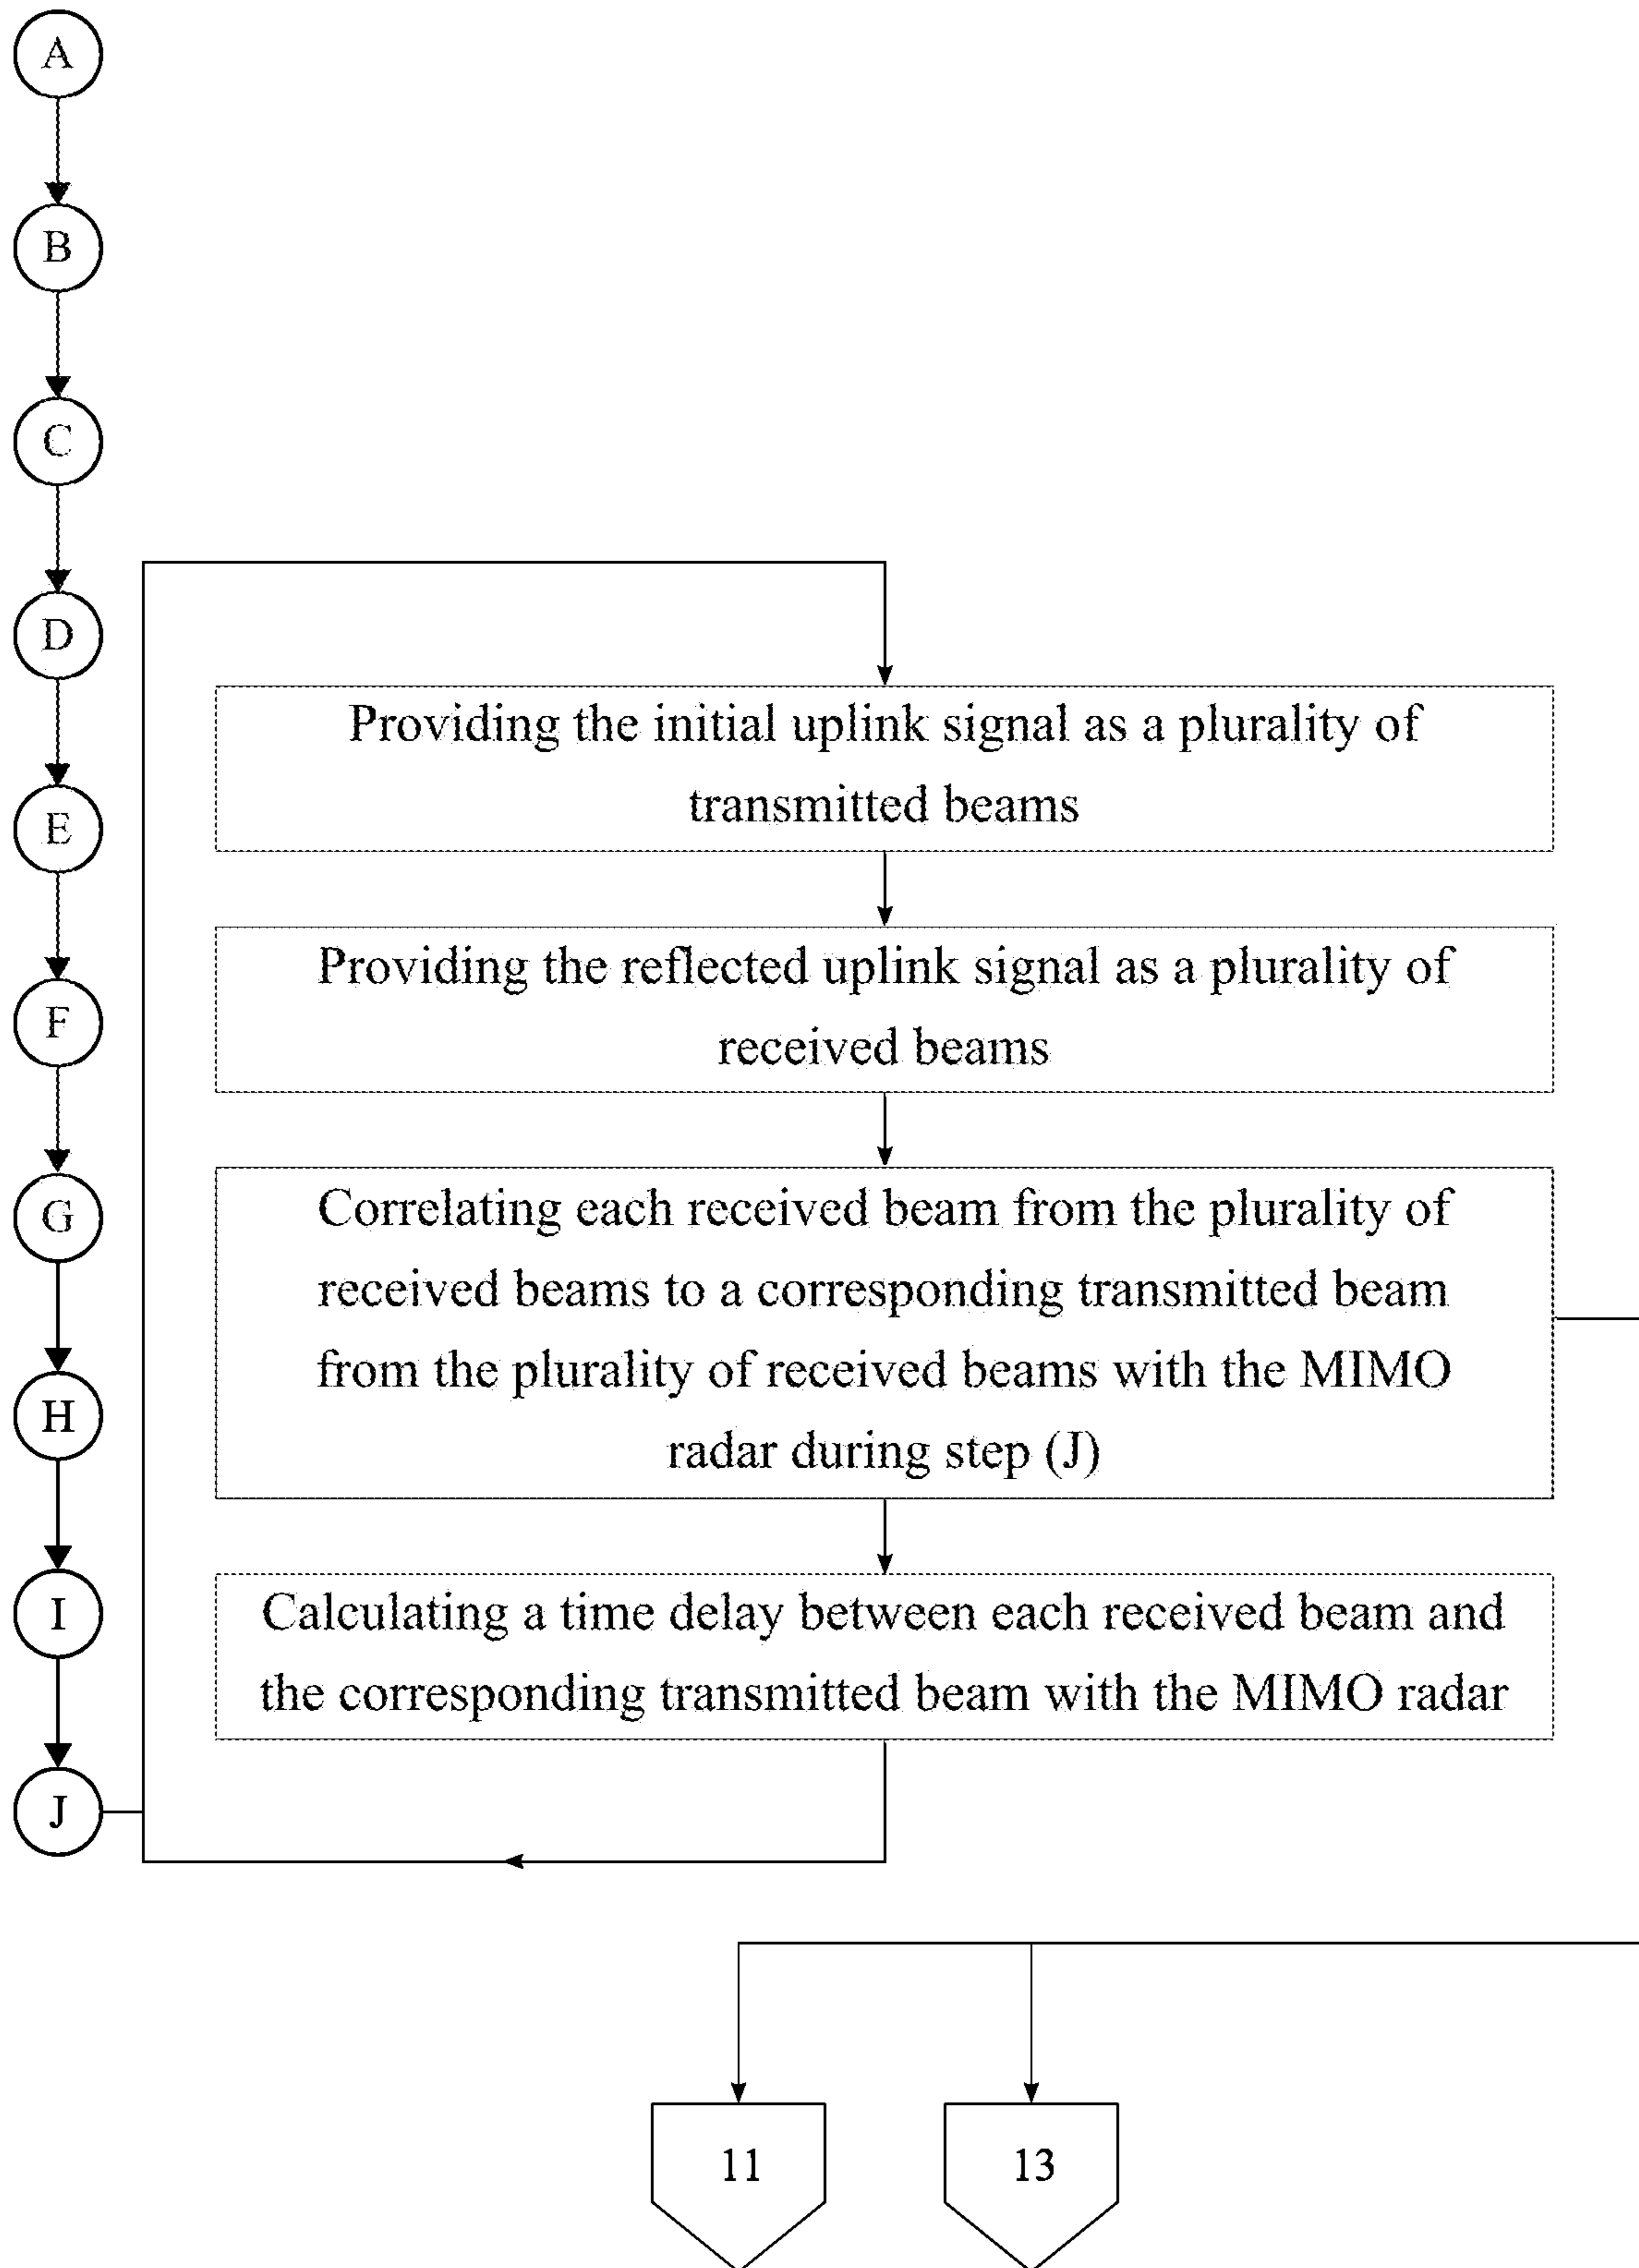 A
B
C
D
E
F
G
H
I
J
Providing the initial uplink signal as a plurality of
transmitted beams
Providing the reflected uplink signal as a plurality of
received beams
Correlating each received beam from the plurality of
received beams to a corresponding transmitted beam
from the plurality of received beams with the MIMO
radar during step (J)
Calculating a time delay between each received beam and
the corresponding transmitted beam with the MIMO radar
11
13